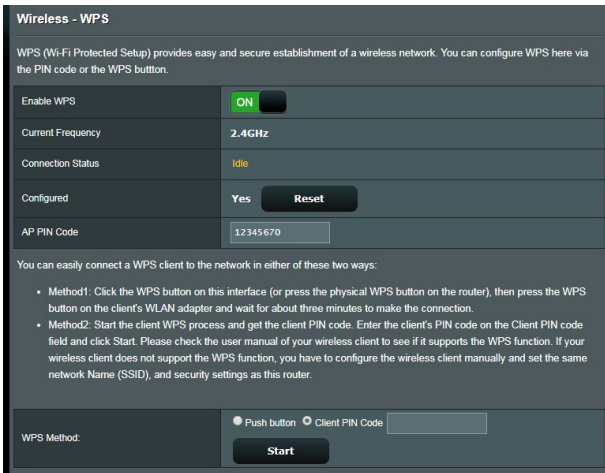 Wireless - WPS
WPS (Wi-Fi Protected Setup) provides easy and secure establishment of a wireless network. You can configure WPS here via
the PIN code or the WPS buttton.
Enable WPS
ON
Current Frequency
2.4GHz
Connection Status
Idle
Configured
Yes Reset
AP PIN Code
12345670
You can easily connect a WPS client to the network in either of these two ways:
• Method1: Click the WPS button on this interface (or press the physical WPS button on the router), then press the WPS
button on the client's WLAN adapter and wait for about three minutes to make the connection.
• Method2: Start the client WPS process and get the client PIN code. Enter the client's PIN code on the Client PIN code
field and click Start. Please check the user manual of your wireless client to see if it supports the WPS function. If your
wireless client does not support the WPS function, you have to configure the wireless client manually and set the same
network Name (SSID), and security settings as this router.
WPS Method:
Push button Client PIN Code
Start